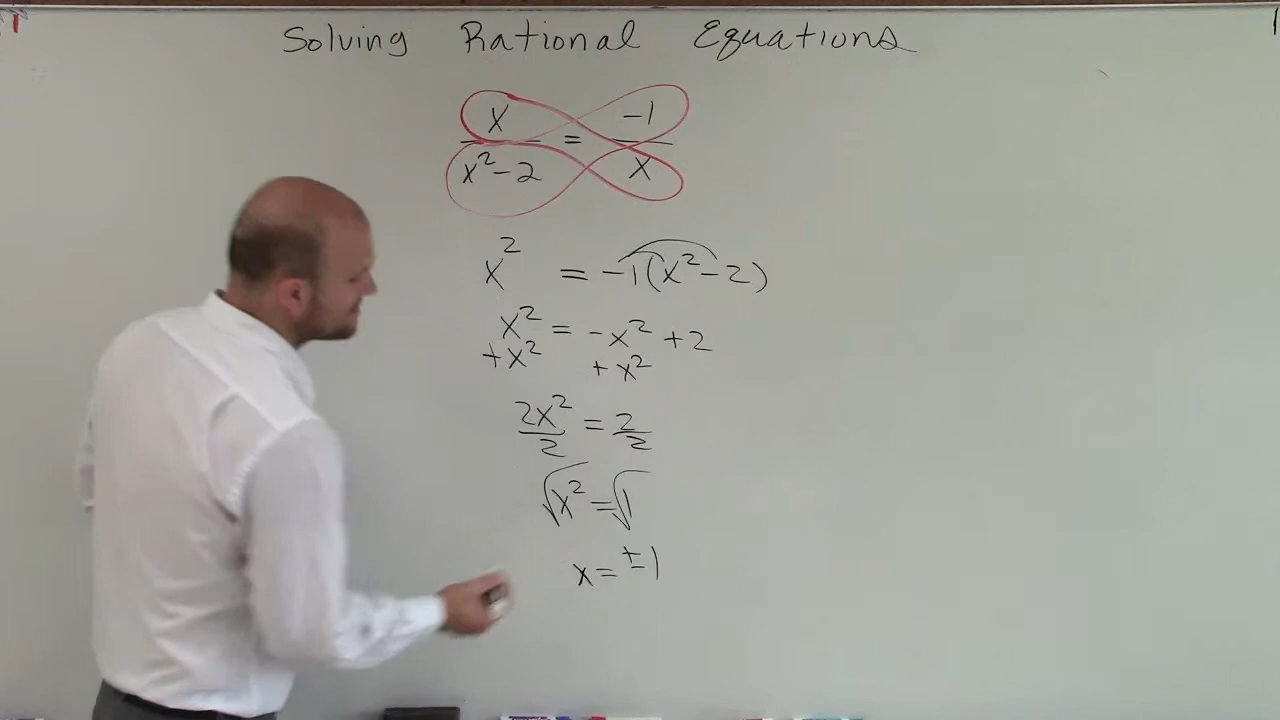 Solving Rational Equations
x/(x²-2) = -1/x
x² = -1(x²-2)
x² = -x² + 2
+x² +x²
2x²/2 = 2/2
√x² = √1
x = ±1